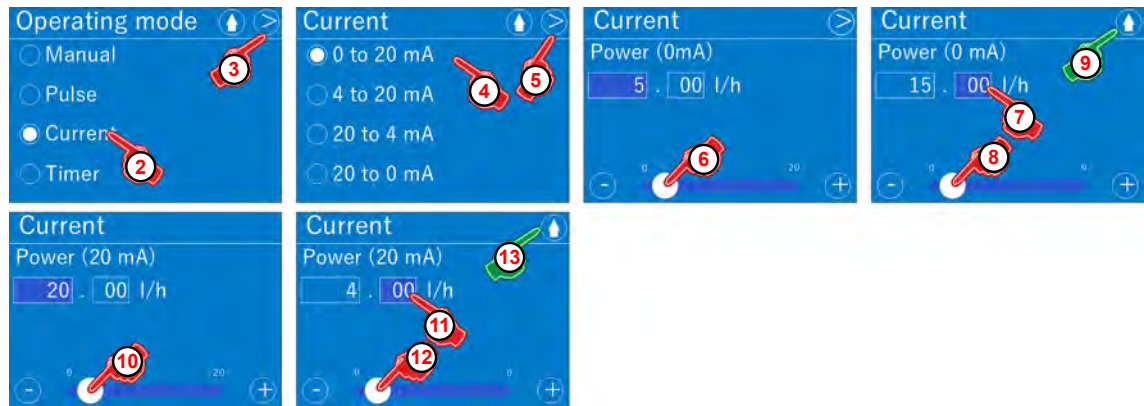 Operating mode
Manual
3
Pulse
Current
2
Timer
Current
0 to 20 mA
4
5
4 to 20 mA
20 to 4 mA
20 to 0 mA
Current
Power (0mA)
5 . 00 l/h
6
0 20
- +
Current
9
Power (0 mA)
15 . 00 l/h
7
8
0 9
- +
Current
Power (20 mA)
20 . 00 l/h
10
0 20
- +
Current
13
Power (20 mA)
4 . 00 l/h
11
12
0 9
- +